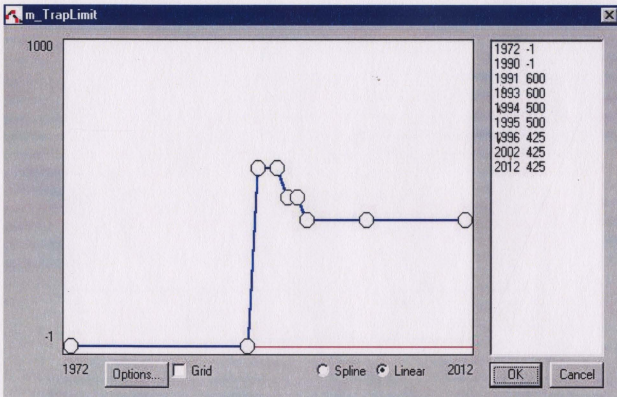 m_TrapLimit
1000
-1
1972
2012
Options...
Grid
Spline
Linear
1972 -1
1990 -1
1991 600
1993 600
1994 500
1995 500
1996 425
2002 425
2012 425
OK
Cancel